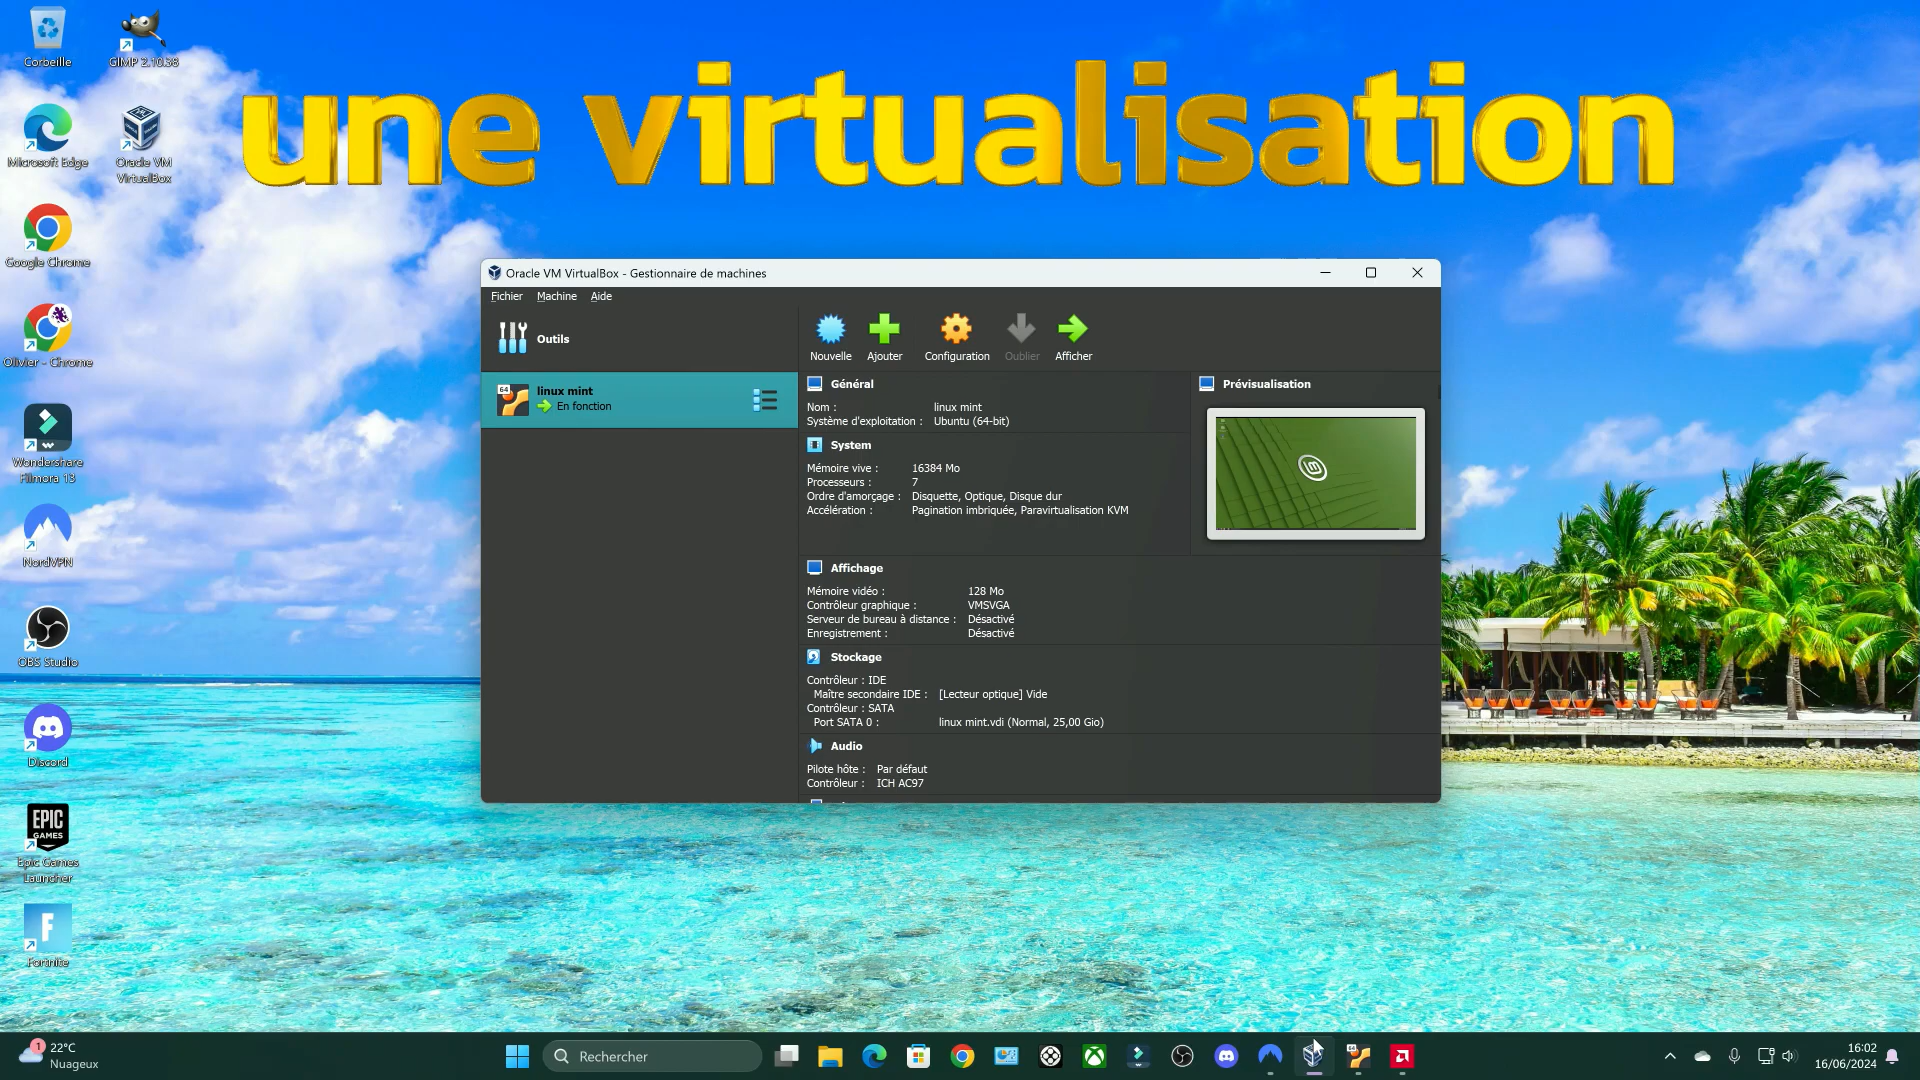 Corbeille
GIMP 2.10.38
une virtualisation
Microsoft Edge
Oracle VM
VirtualBox
Google Chrome
Olivier - Chrome
Wondershare
Filmora 13
NordVPN
OBS Studio
Discord
EPIC
GAMES
Epic Games
Launcher
Fortnite
Oracle VM VirtualBox - Gestionnaire de machines
Fichier Machine Aide
Outils
Nouvelle Ajouter Configuration Oublier Afficher
64
linux mint
En fonction
Général
Nom : linux mint
Système d'exploitation : Ubuntu (64-bit)
System
Mémoire vive : 16384 Mo
Processeurs : 7
Ordre d'amorçage : Disquette, Optique, Disque dur
Accélération : Pagination imbriquée, Paravirtualisation KVM
Prévisualisation
Affichage
Mémoire vidéo : 128 Mo
Contrôleur graphique : VMSVGA
Serveur de bureau à distance : Désactivé
Enregistrement : Désactivé
Stockage
Contrôleur : IDE
Maître secondaire IDE : [Lecteur optique] Vide
Contrôleur : SATA
Port SATA 0 : linux mint.vdi (Normal, 25,00 Gio)
Audio
Pilote hôte : Par défaut
Contrôleur : ICH AC97
1
22°C
Nuageux
Rechercher
16:02
16/06/2024